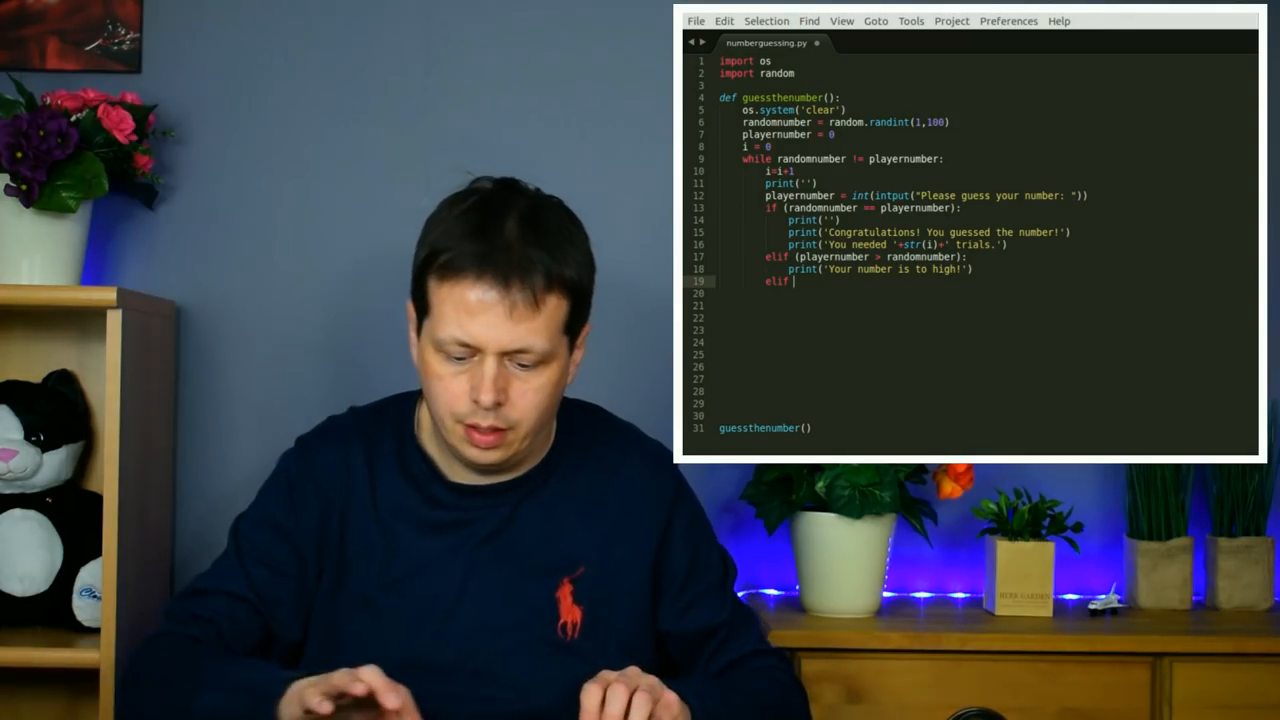 File Edit Selection Find View Goto Tools Project Preferences Help
numberguessing.py
1 import os
2 import random
3
4 def guessthenumber():
5 os.system('clear')
6 randomnumber = random.randint(1,100)
7 playernumber = 0
8 i = 0
9 while randomnumber != playernumber:
10 i=i+1
11 print('')
12 playernumber = int(intput("Please guess your number: "))
13 if (randomnumber == playernumber):
14 print('')
15 print('Congratulations! You guessed the number!')
16 print('You needed '+str(i)+' trials.')
17 elif (playernumber > randomnumber):
18 print('Your number is to high!')
19 elif
20
21
22
23
24
25
26
27
28
29
30
31 guessthenumber()
HERB GARDEN